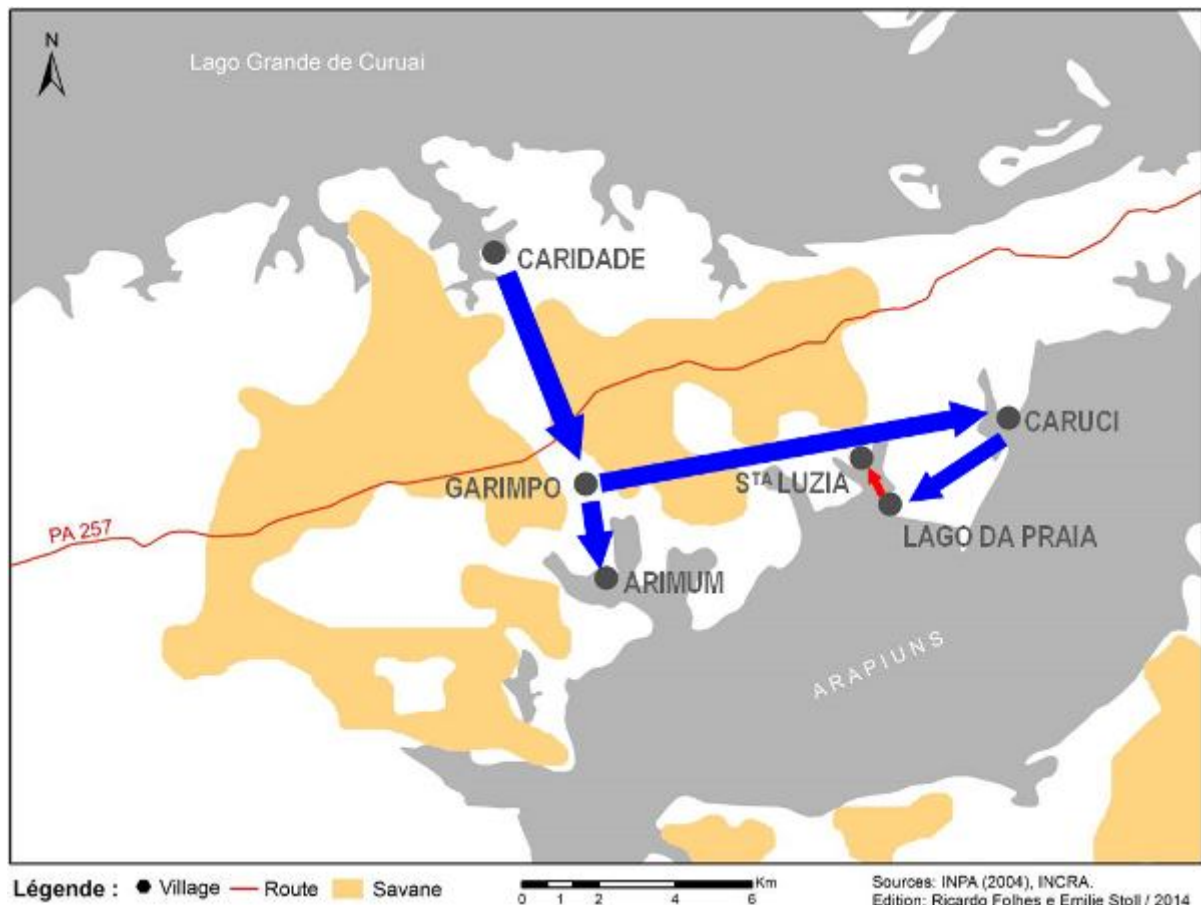 N
Lago Grande de Curuai
CARIDADE
CARUCI
STA LUZIA
GARIMPO
LAGO DA PRAIA
PA 257
ARIMUM
ARAPIUNS
Légende : Village Route Savane
Km
0 1 2 4 6
Sources: INPA (2004), INCRA.
Edition: Ricardo Folhes e Emilie Stoll / 2014